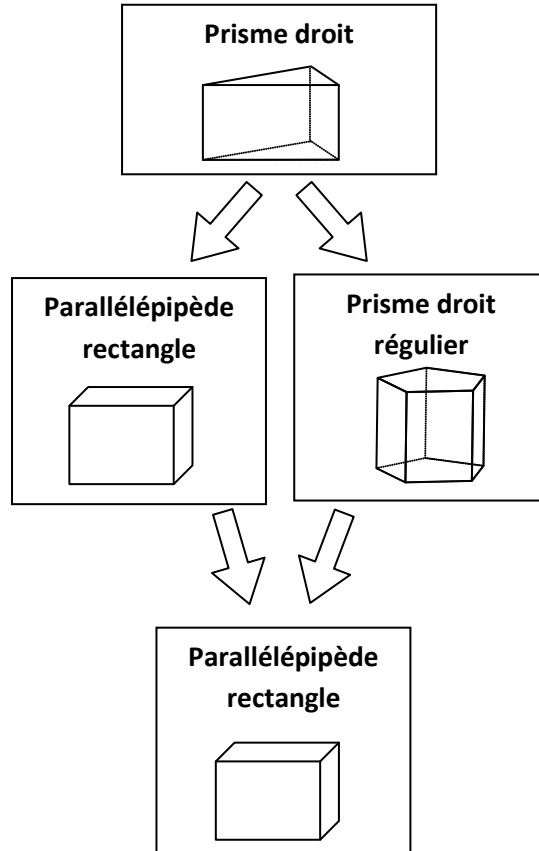 Prisme droit
Parallélépipède
rectangle
Prisme droit
régulier
Parallélépipède
rectangle